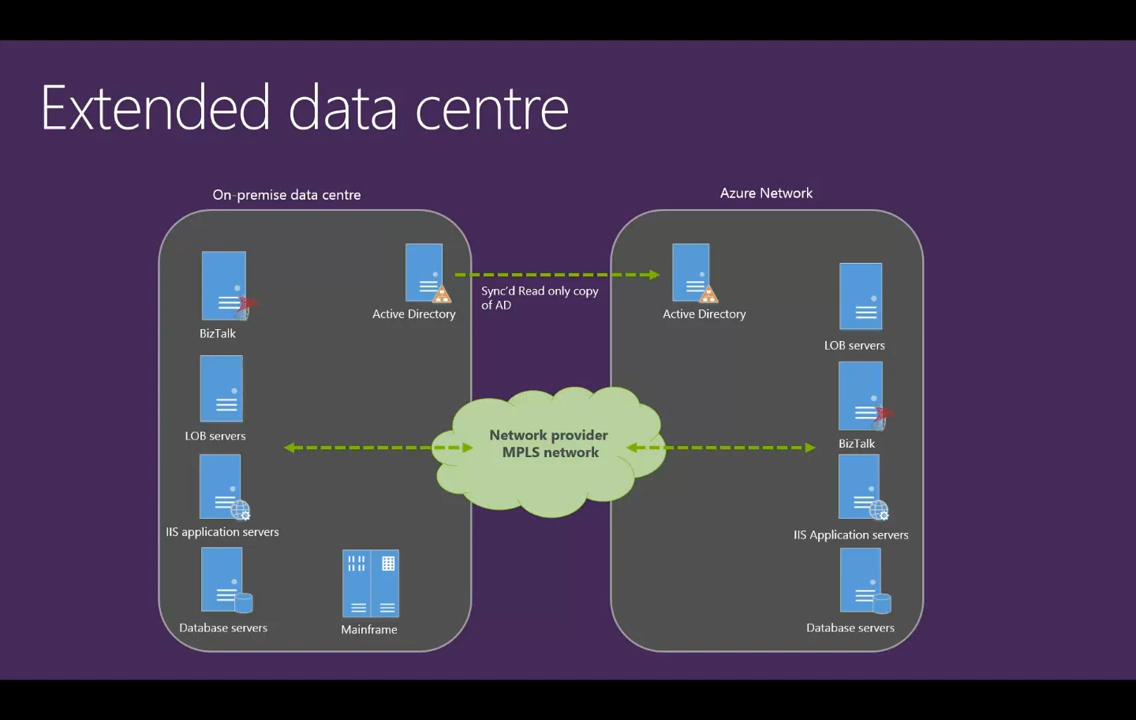 Extended data centre
On-premise data centre
Azure Network
BizTalk
Active Directory
Sync'd Read only copy
of AD
Active Directory
LOB servers
LOB servers
Network provider
MPLS network
BizTalk
IIS application servers
IIS Application servers
Database servers
Mainframe
Database servers